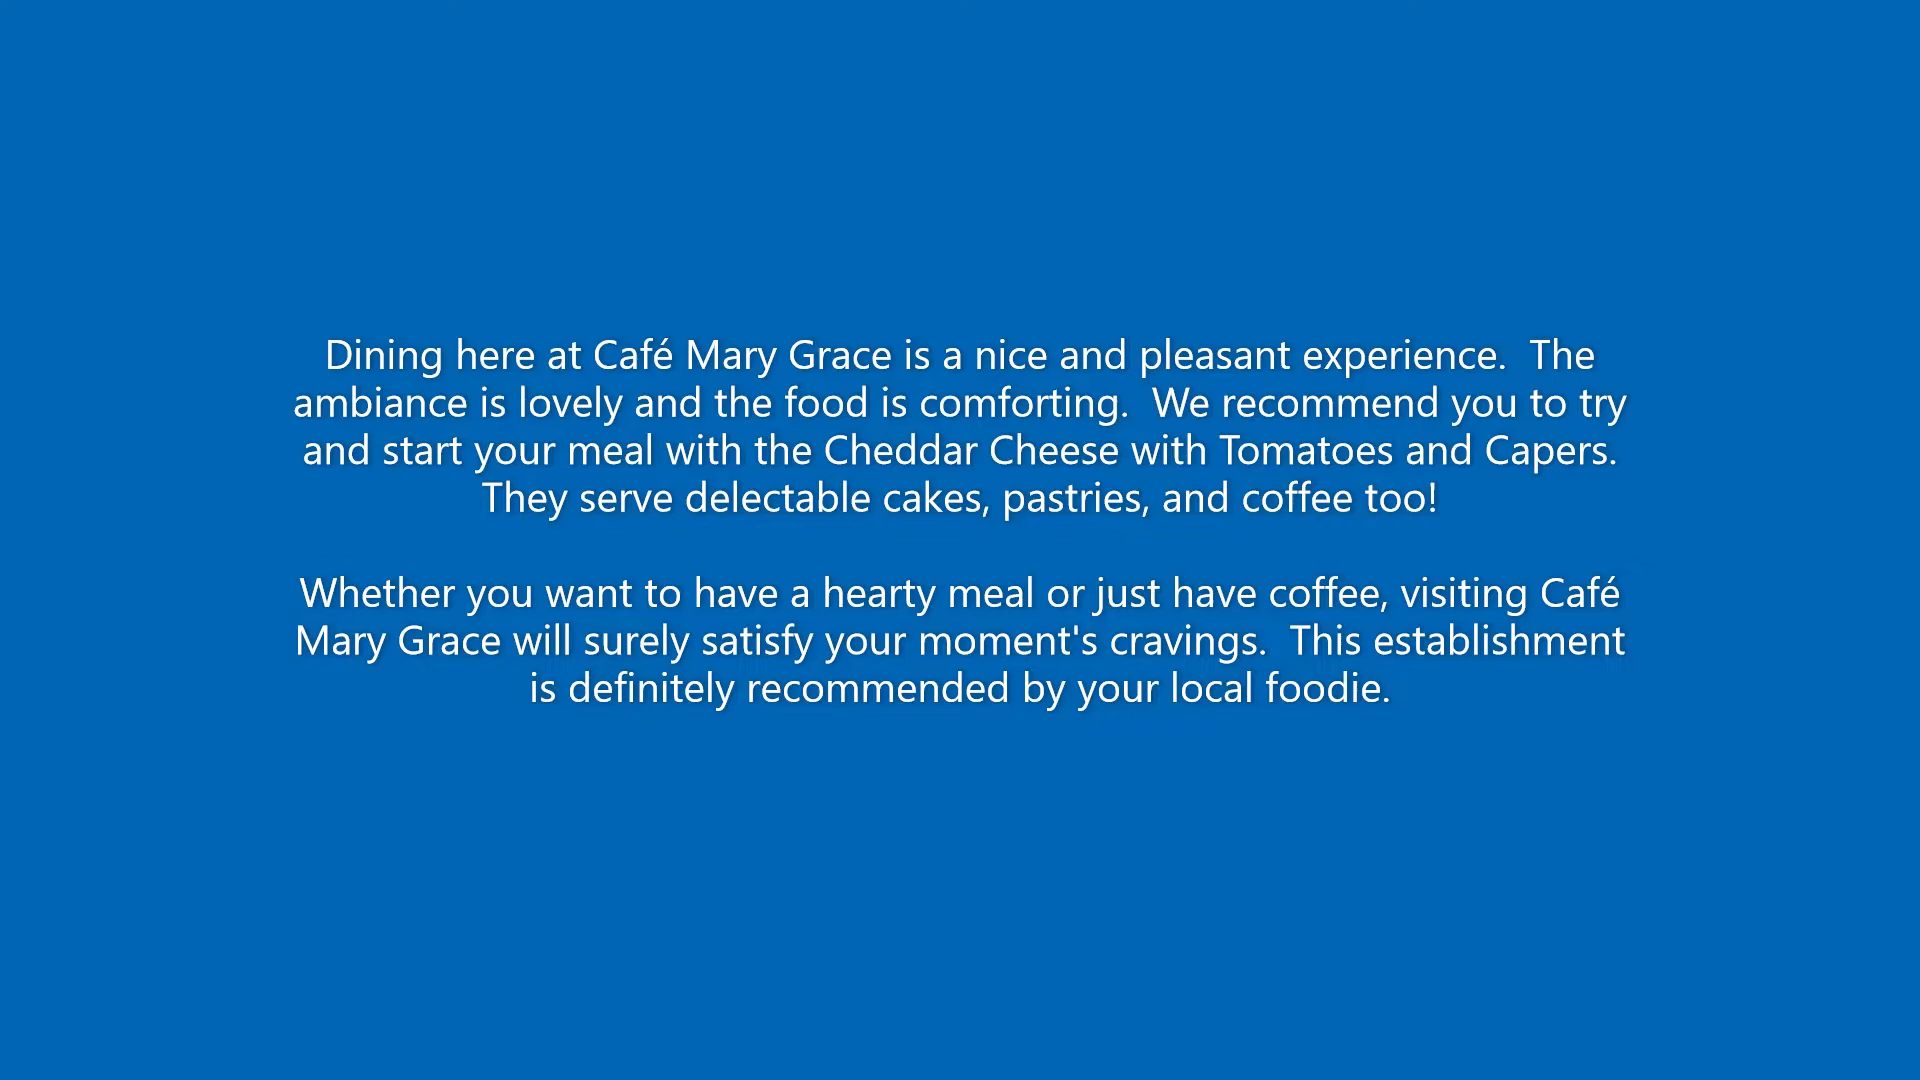 Dining here at Café Mary Grace is a nice and pleasant experience.  The
ambiance is lovely and the food is comforting.  We recommend you to try
and start your meal with the Cheddar Cheese with Tomatoes and Capers.
They serve delectable cakes, pastries, and coffee too!

Whether you want to have a hearty meal or just have coffee, visiting Café
Mary Grace will surely satisfy your moment's cravings.  This establishment
is definitely recommended by your local foodie.